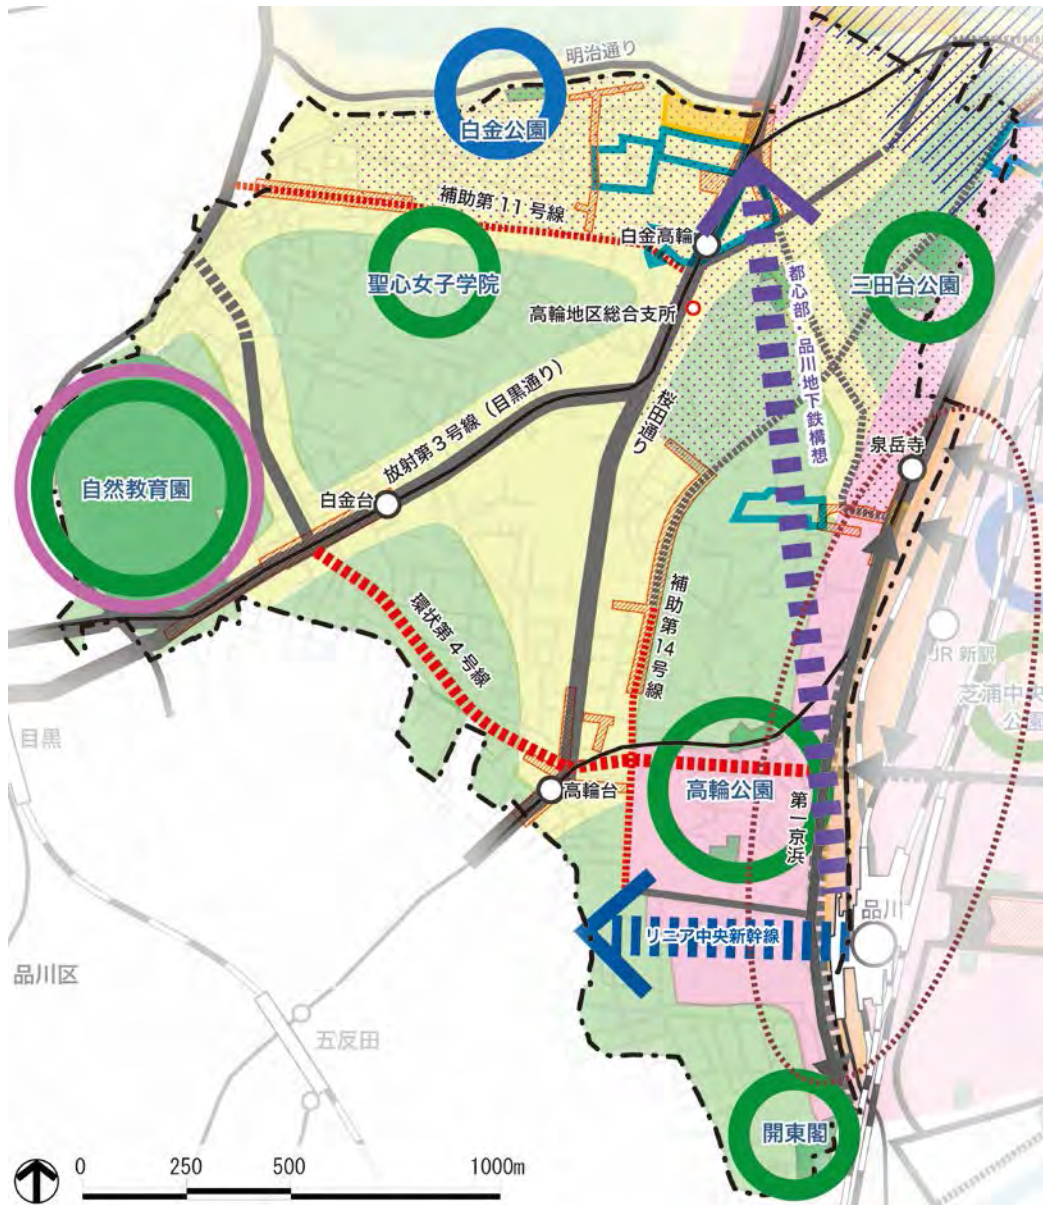 明治通り
白金公園
補助第11号線
白金高輪
聖心女子学院
三田台公園
高輪地区総合支所
都心部・品川地下鉄構想
放射第3号線（目黒通り）
桜田通り
泉岳寺
自然教育園
白金台
補助第14号線
環状第4号線
JR 新駅
芝浦中央
公園
目黒
高輪台
高輪公園
第一京浜
品川
リニア中央新幹線
品川区
五反田
開東閣
0 250 500 1000m